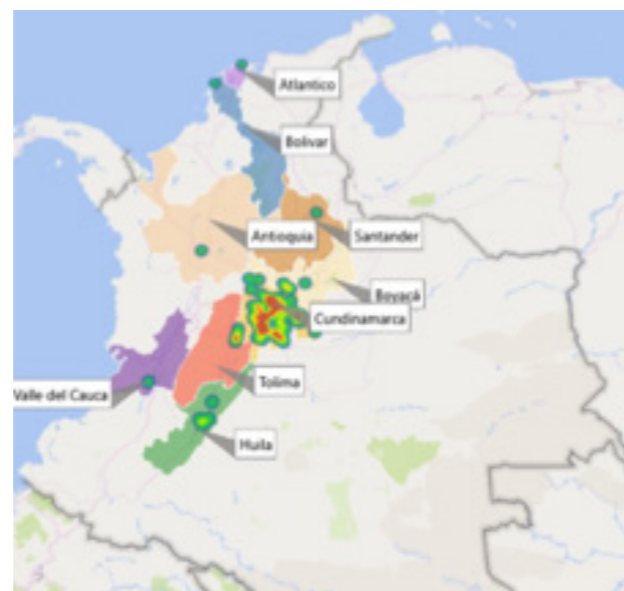 Atlantico
Bolivar
Antioquia
Santander
Boyacá
Cundinamarca
Tolima
Valle del Cauca
Huila